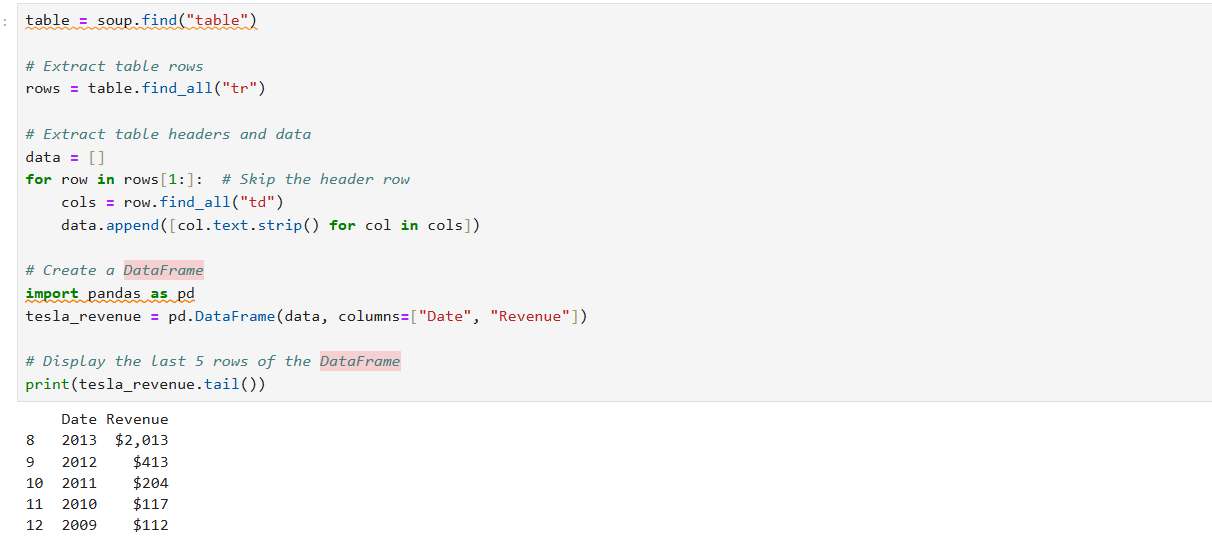 :
table = soup.find("table")
# Extract table rows
rows = table.find_all("tr")
# Extract table headers and data
data = []
for row in rows[1:]:  # Skip the header row
    cols = row.find_all("td")
    data.append([col.text.strip() for col in cols])
# Create a DataFrame
import pandas as pd
tesla_revenue = pd.DataFrame(data, columns=["Date", "Revenue"])
# Display the last 5 rows of the DataFrame
print(tesla_revenue.tail())
    Date Revenue
8   2013  $2,013
9   2012    $413
10  2011    $204
11  2010    $117
12  2009    $112